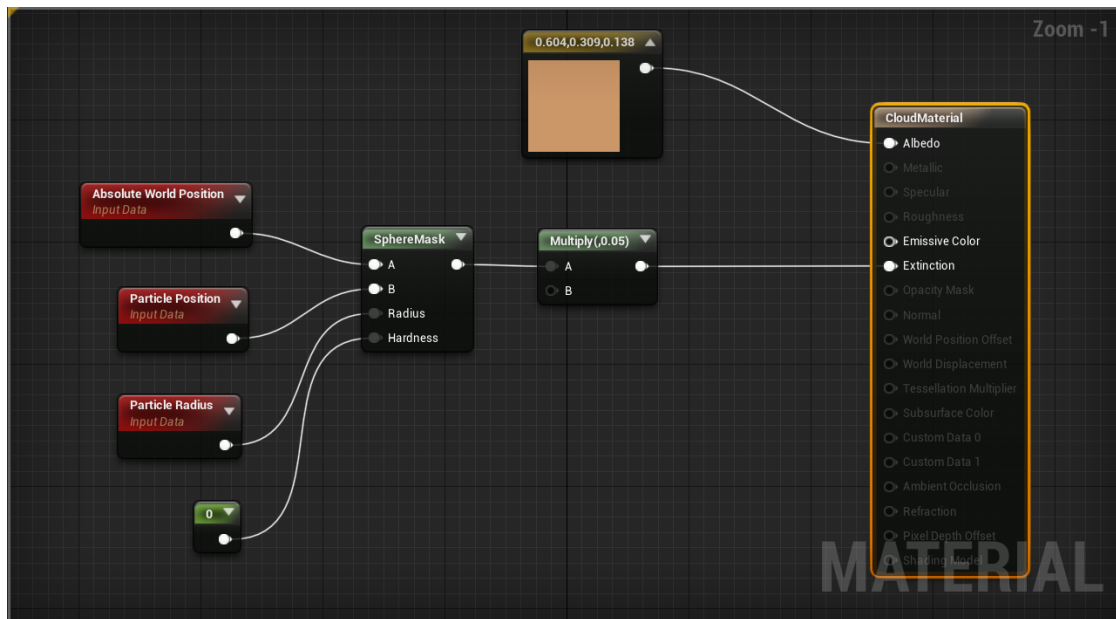 Zoom -1
0.604,0.309,0.138
CloudMaterial
Albedo
Metallic
Specular
Roughness
Emissive Color
Extinction
Opacity Mask
Normal
World Position Offset
World Displacement
Tessellation Multiplier
Subsurface Color
Custom Data 0
Custom Data 1
Ambient Occlusion
Refraction
Pixel Depth Offset
Shading Model
Absolute World Position
Input Data
SphereMask
A
B
Radius
Hardness
Multiply(,0.05)
A
B
Particle Position
Input Data
Particle Radius
Input Data
0
MATERIAL